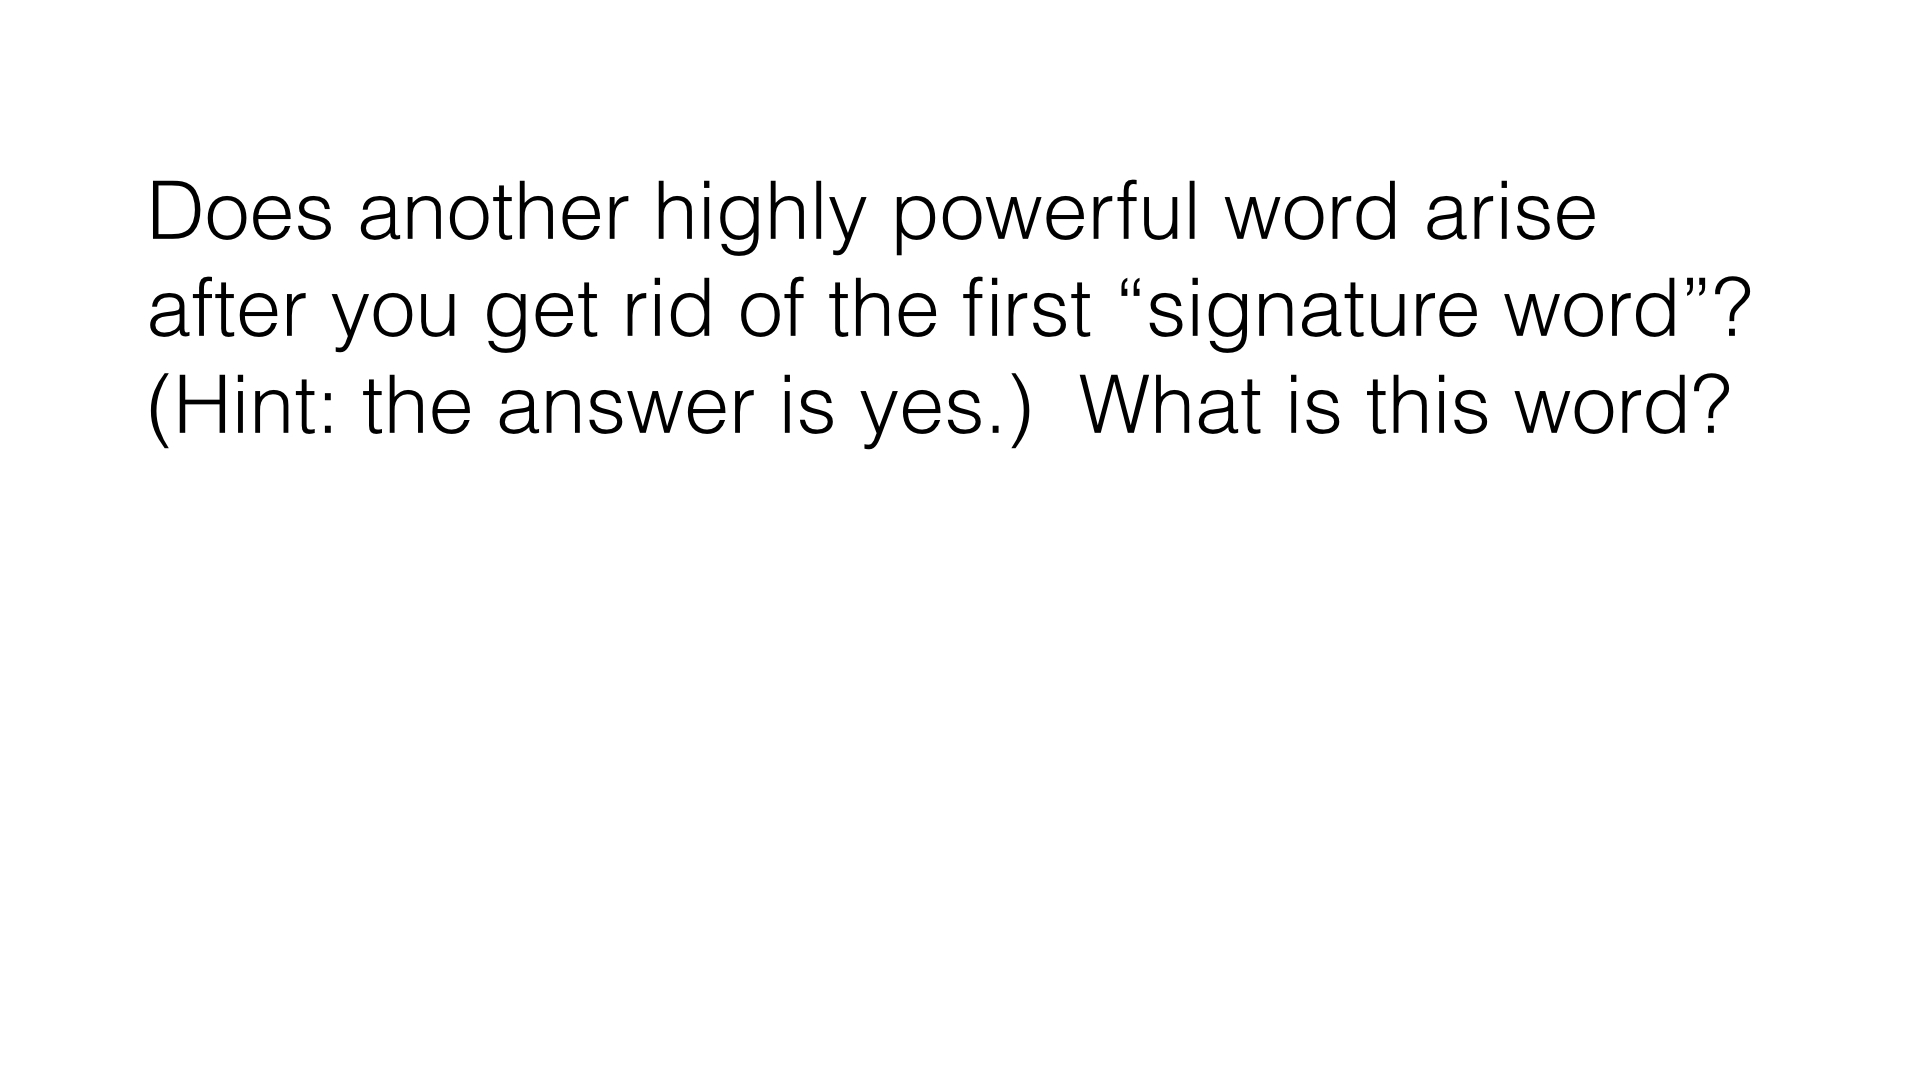 Does another highly powerful word arise
after you get rid of the first “signature word”?
(Hint: the answer is yes.)  What is this word?